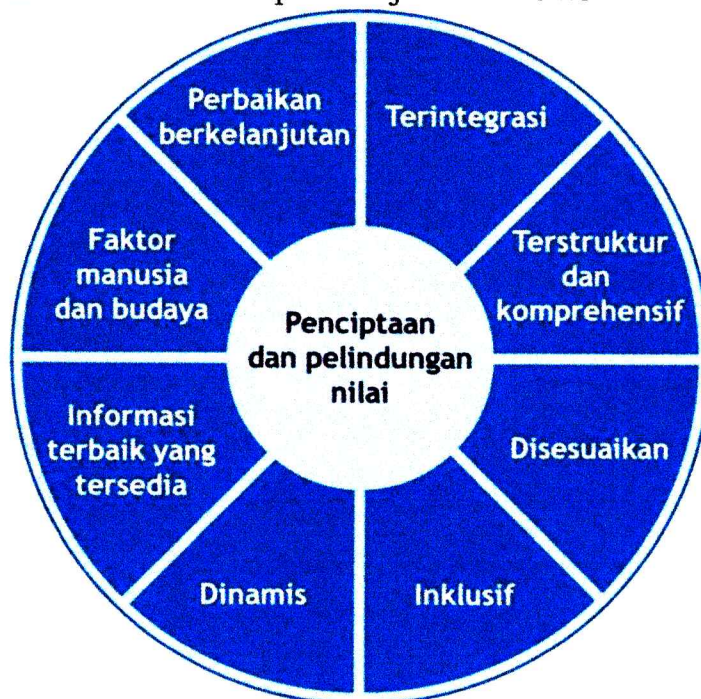 Perbaikan
berkelanjutan
Terintegrasi
Faktor
manusia
dan budaya
Terstruktur
dan
komprehensif
Penciptaan
dan pelindungan
nilai
Informasi
terbaik yang
tersedia
Disesuaikan
Dinamis
Inklusif